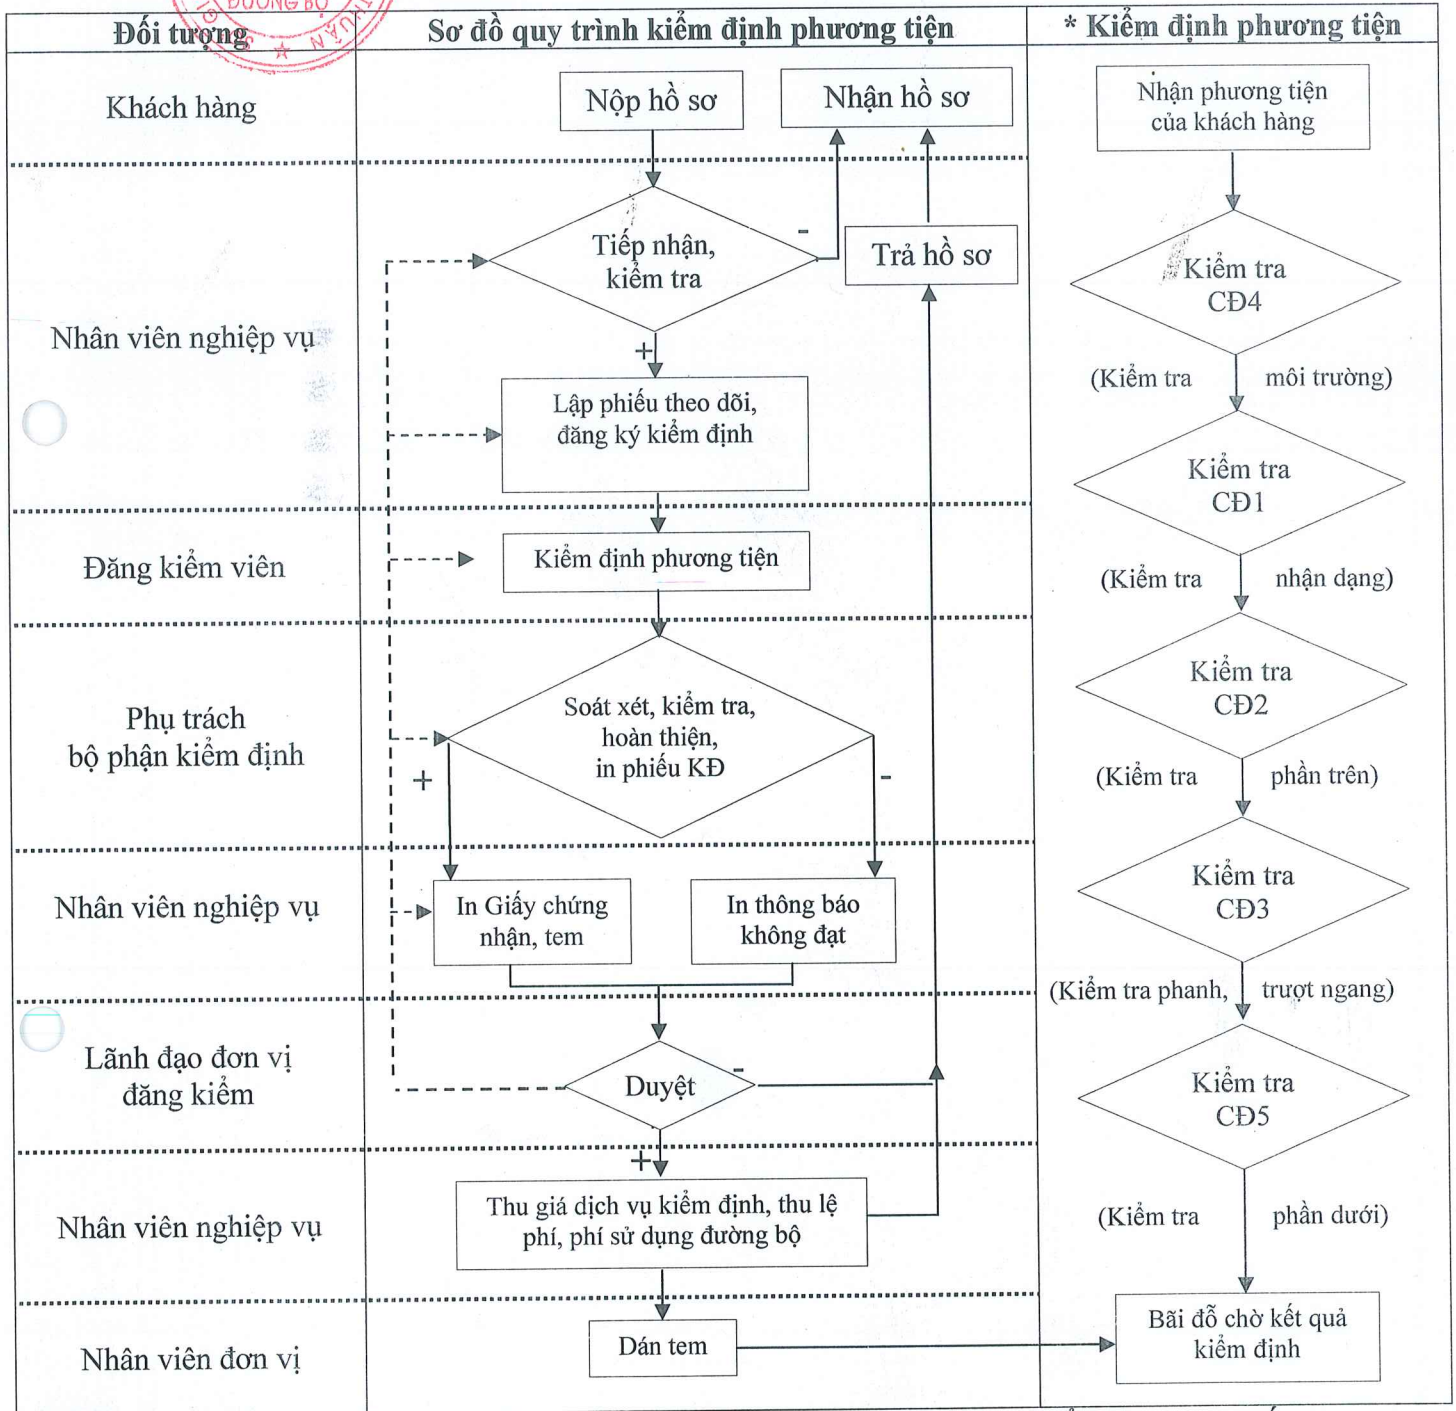 ĐƯỜNG BỘ
Đối tượng
Sơ đồ quy trình kiểm định phương tiện
* Kiểm định phương tiện
Khách hàng
Nộp hồ sơ
Nhận hồ sơ
Nhận phương tiện
của khách hàng
Nhân viên nghiệp vụ
Tiếp nhận,
kiểm tra
-
Trả hồ sơ
+
Lập phiếu theo dõi,
đăng ký kiểm định
Đăng kiểm viên
Kiểm định phương tiện
Phụ trách
bộ phận kiểm định
Soát xét, kiểm tra,
hoàn thiện,
in phiếu KĐ
+
-
Nhân viên nghiệp vụ
In Giấy chứng
nhận, tem
In thông báo
không đạt
Lãnh đạo đơn vị
đăng kiểm
Duyệt
-
+
Nhân viên nghiệp vụ
Thu giá dịch vụ kiểm định, thu lệ
phí, phí sử dụng đường bộ
Nhân viên đơn vị
Dán tem
Kiểm tra
CĐ4
(Kiểm tra môi trường)
Kiểm tra
CĐ1
(Kiểm tra nhận dạng)
Kiểm tra
CĐ2
(Kiểm tra phần trên)
Kiểm tra
CĐ3
(Kiểm tra phanh, trượt ngang)
Kiểm tra
CĐ5
(Kiểm tra phần dưới)
Bãi đỗ chờ kết quả
kiểm định